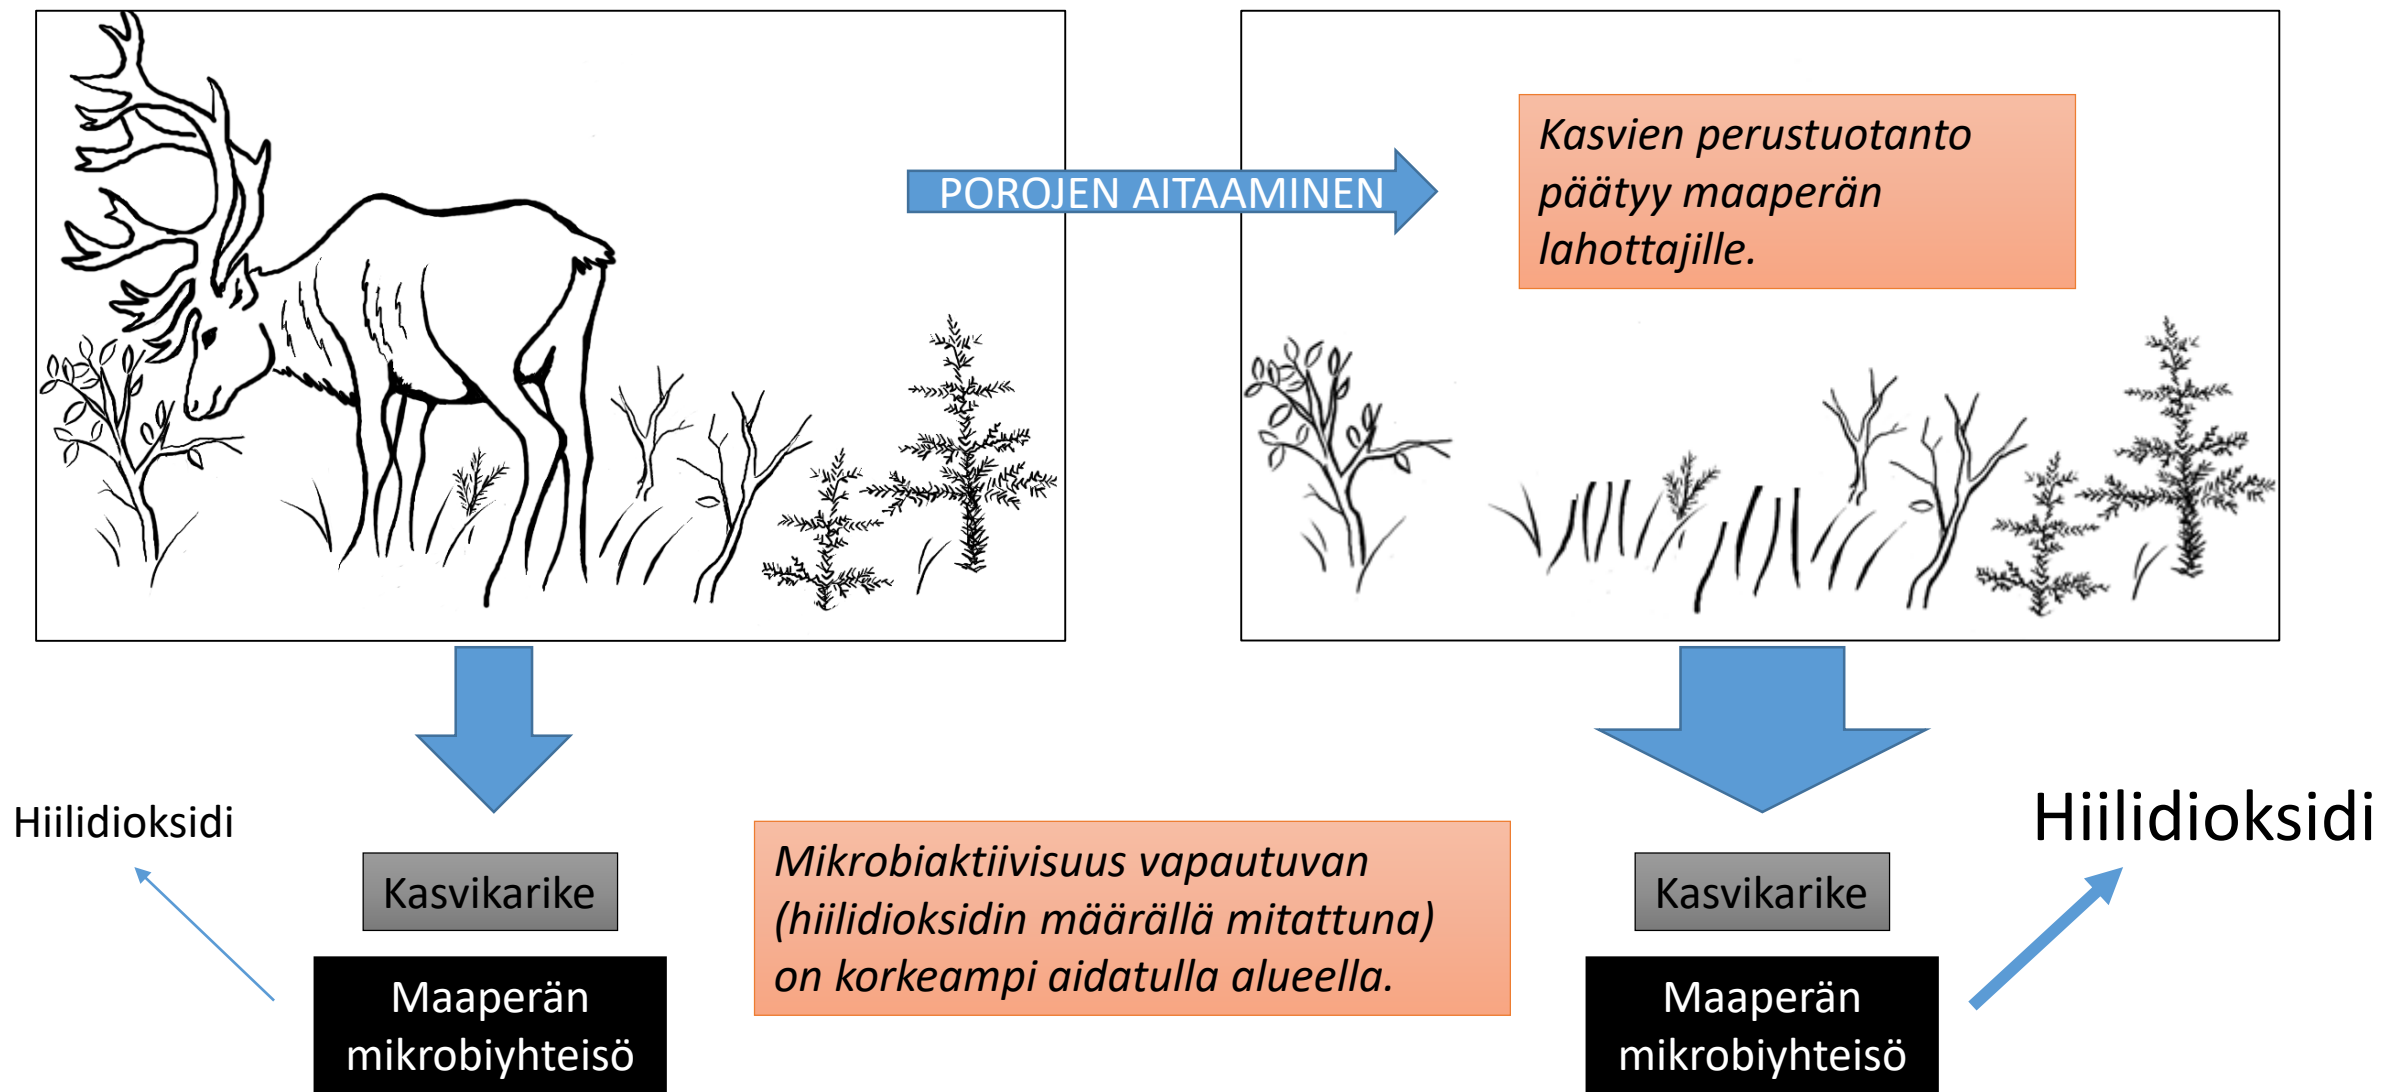 POROJEN AITAAMINEN
Kasvien perustuotanto
päätyy maaperän
lahottajille.
Hiilidioksidi
Kasvikarike
Maaperän
mikrobiyhteisö
Mikrobiaktiivisuus vapautuvan
(hiilidioksidin määrällä mitattuna)
on korkeampi aidatulla alueella.
Hiilidioksidi
Kasvikarike
Maaperän
mikrobiyhteisö